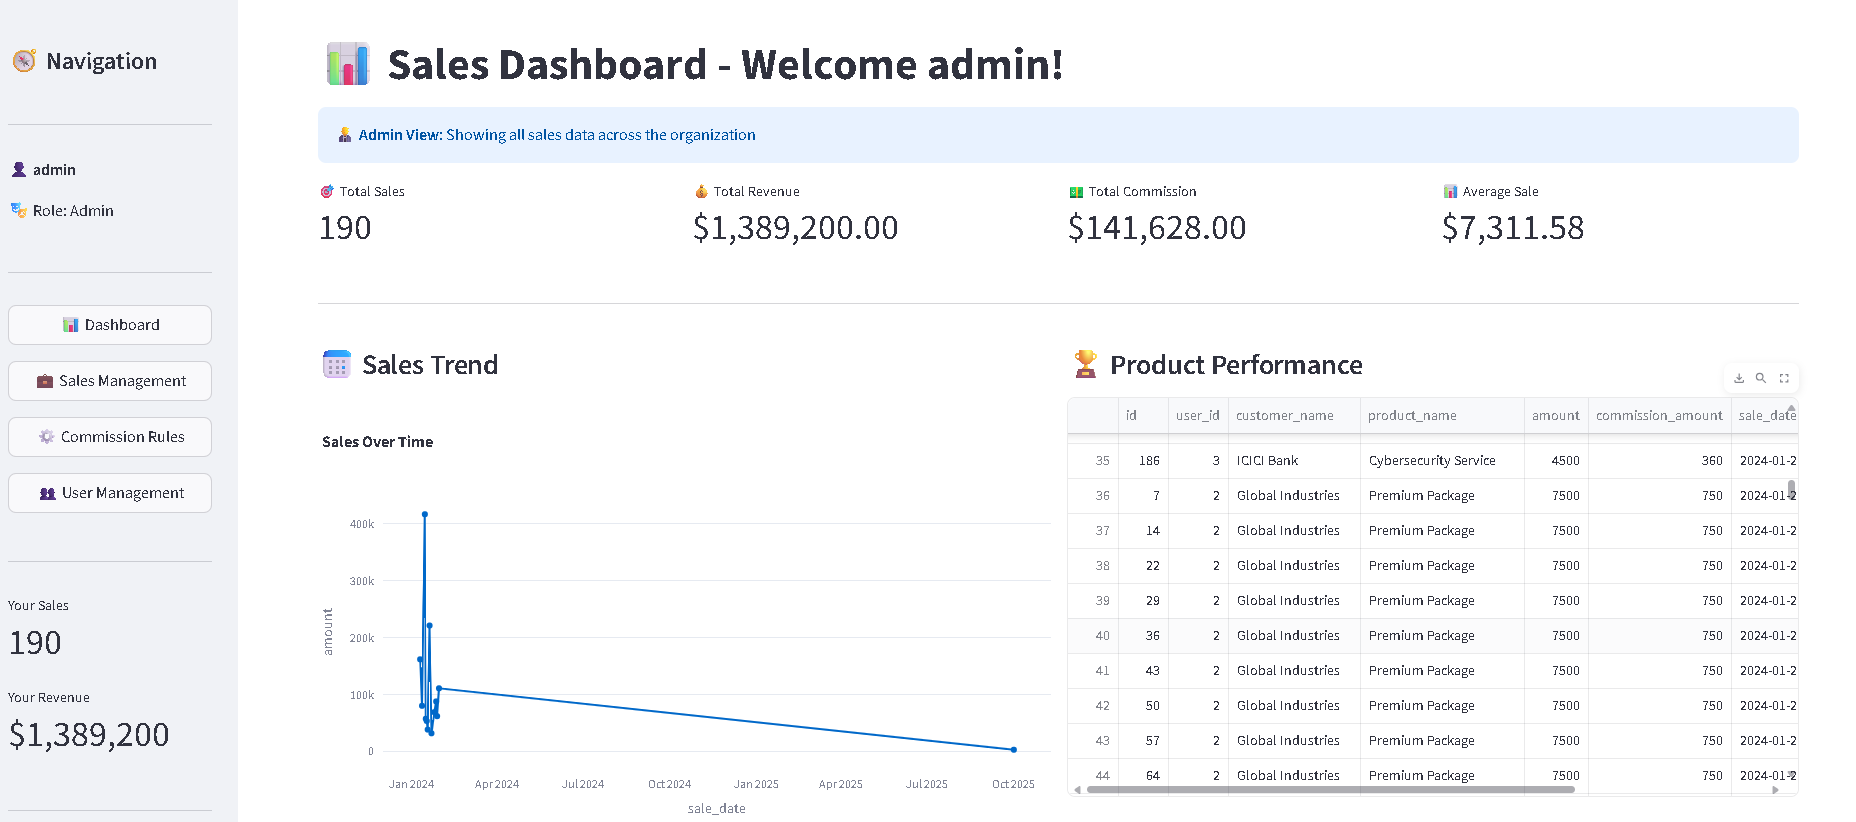 Navigation
admin
Role: Admin
Dashboard
Sales Management
Commission Rules
User Management
Your Sales
190
Your Revenue
$1,389,200
Sales Dashboard - Welcome admin!
Admin View: Showing all sales data across the organization
Total Sales
190
Total Revenue
$1,389,200.00
Total Commission
$141,628.00
Average Sale
$7,311.58
Sales Trend
Sales Over Time
400k
300k
200k
100k
0
amount
Jan 2024 Apr 2024 Jul 2024 Oct 2024 Jan 2025 Apr 2025 Jul 2025 Oct 2025
sale_date
Product Performance
id user_id customer_name product_name amount commission_amount sale_date
35 186 3 ICICI Bank Cybersecurity Service 4500 360 2024-01-2
36 7 2 Global Industries Premium Package 7500 750 2024-01-2
37 14 2 Global Industries Premium Package 7500 750 2024-01-2
38 22 2 Global Industries Premium Package 7500 750 2024-01-2
39 29 2 Global Industries Premium Package 7500 750 2024-01-2
40 36 2 Global Industries Premium Package 7500 750 2024-01-2
41 43 2 Global Industries Premium Package 7500 750 2024-01-2
42 50 2 Global Industries Premium Package 7500 750 2024-01-2
43 57 2 Global Industries Premium Package 7500 750 2024-01-2
44 64 2 Global Industries Premium Package 7500 750 2024-01-2